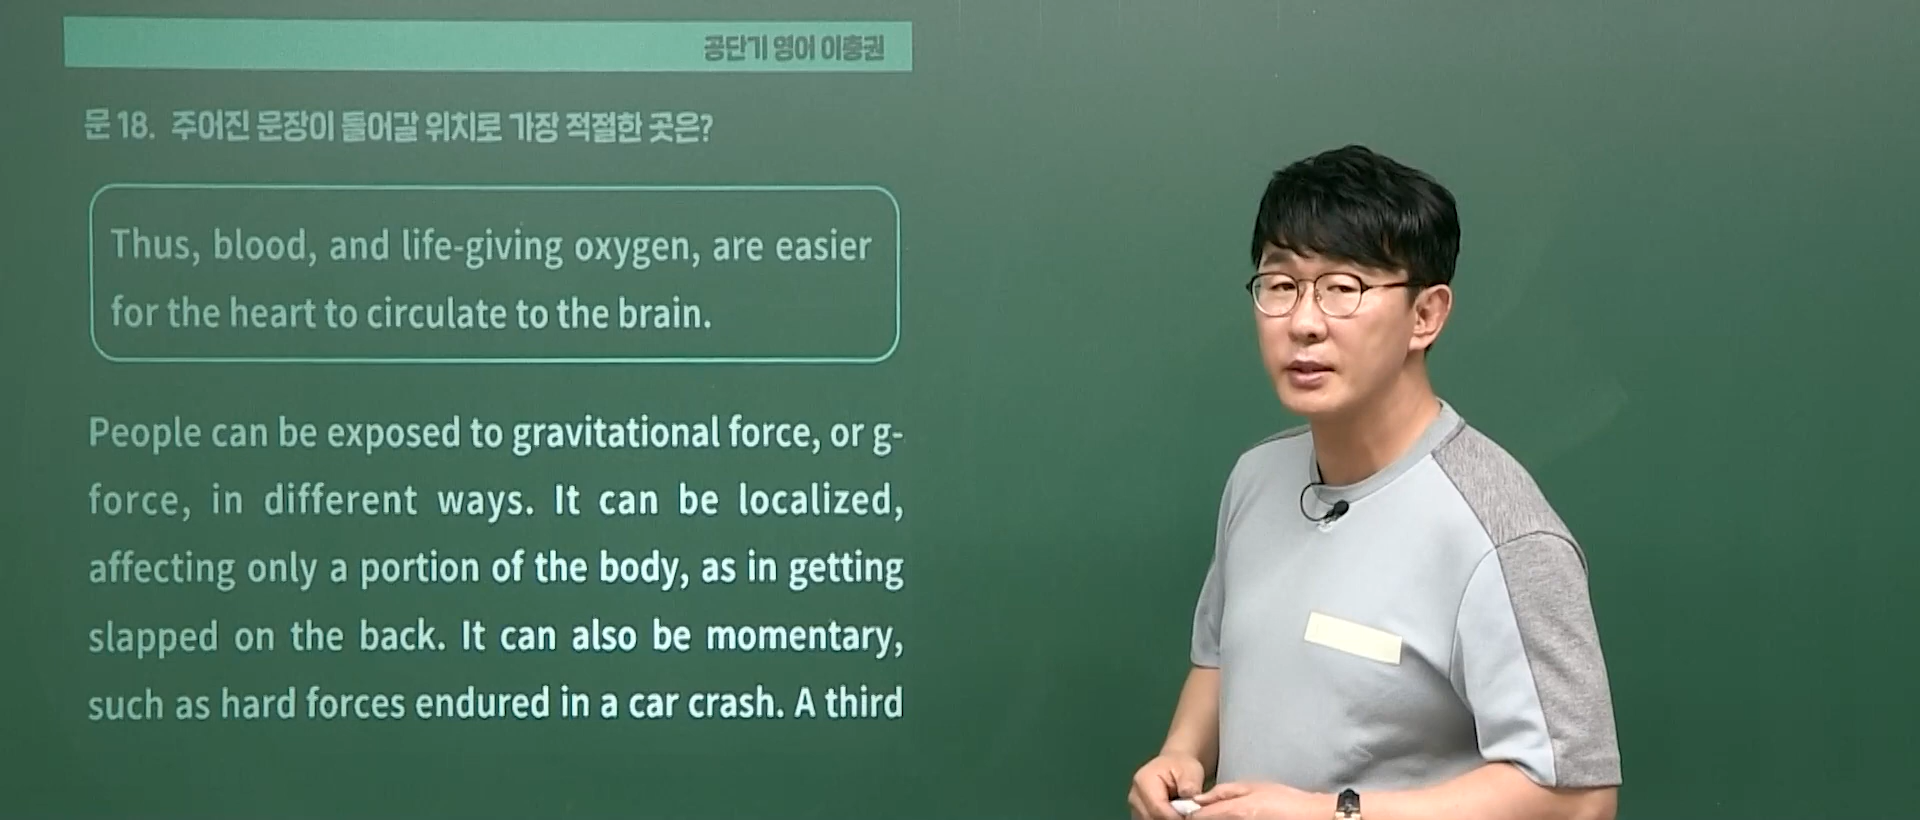 공단기 영어 이충권
문 18. 주어진 문장이 들어갈 위치로 가장 적절한 곳은?
Thus, blood, and life-giving oxygen, are easier
for the heart to circulate to the brain.
People can be exposed to gravitational force, or g-
force, in different ways. It can be localized,
affecting only a portion of the body, as in getting
slapped on the back. It can also be momentary,
such as hard forces endured in a car crash. A third